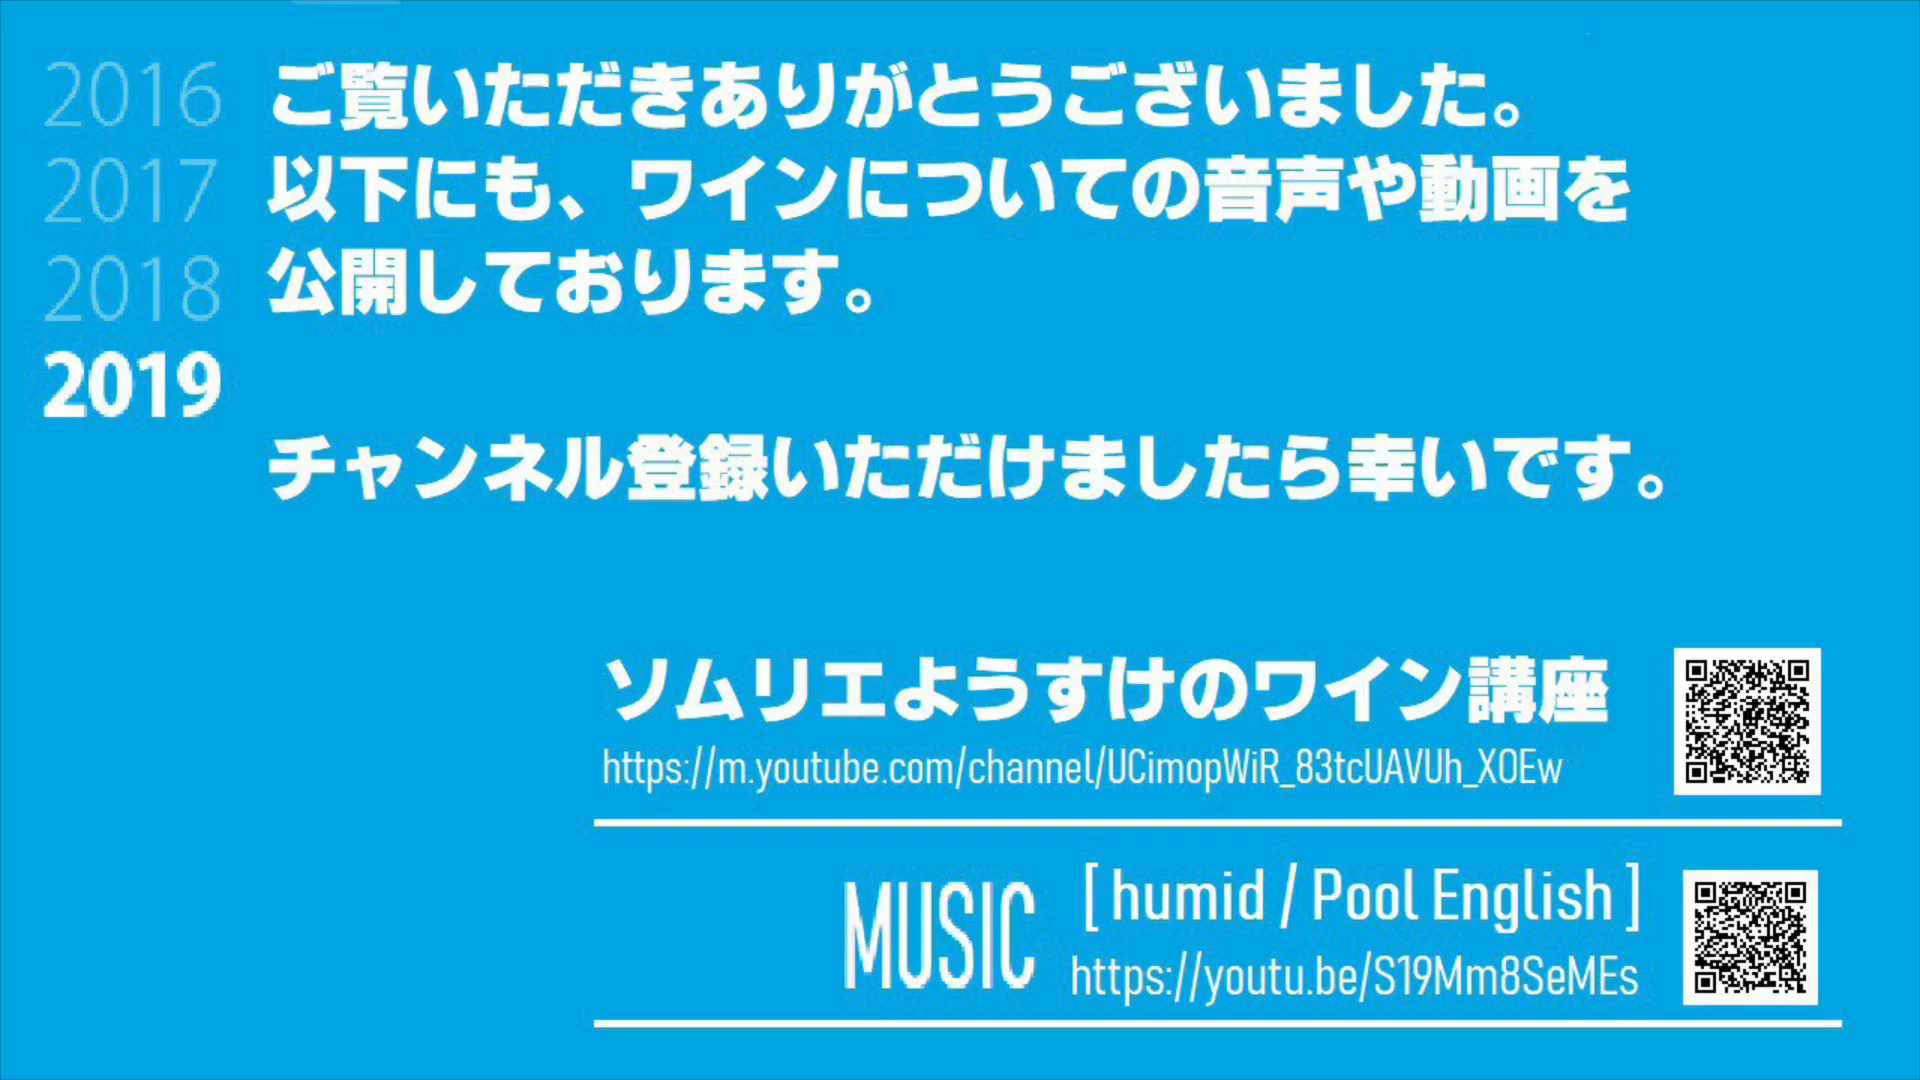 2016
2017
2018
2019
ご覧いただきありがとうございました。
以下にも、ワインについての音声や動画を
公開しております。
チャンネル登録いただけましたら幸いです。
ソムリエようすけのワイン講座
https://m.youtube.com/channel/UCimopWiR_83tcUAVUh_XOEw
MUSIC
[ humid / Pool English ]
https://youtu.be/S19Mm8SeMEs